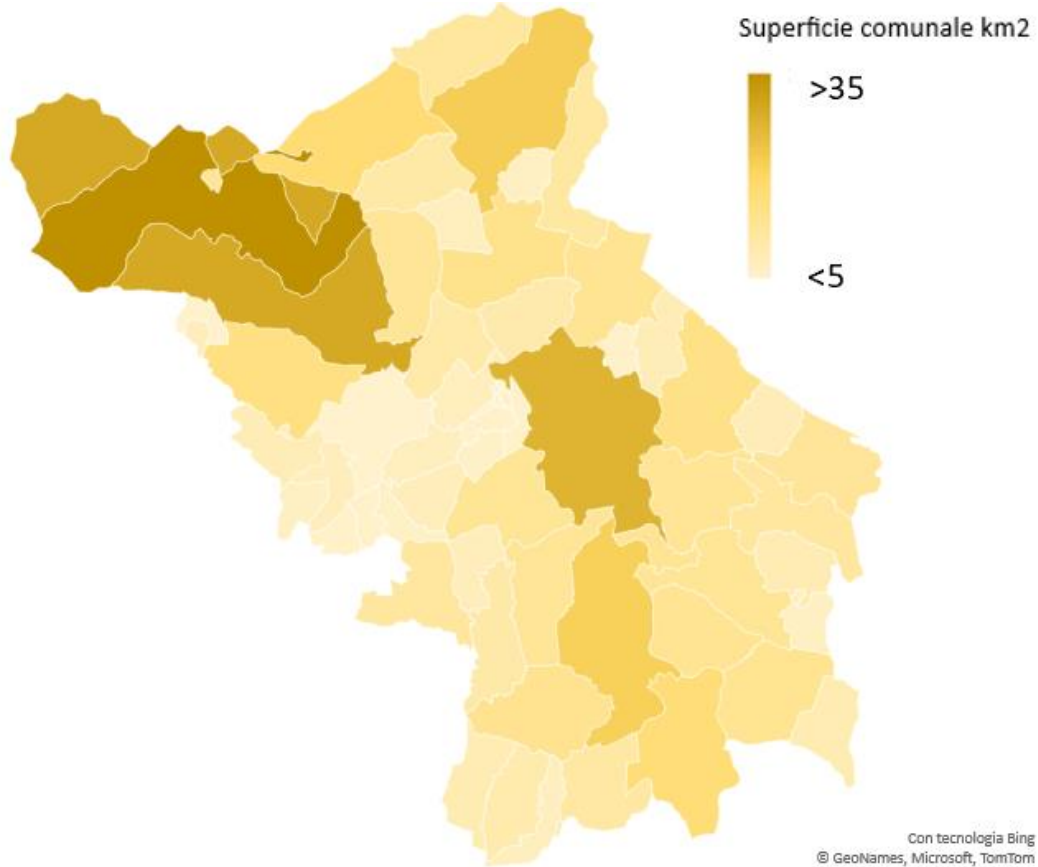 Superficie comunale km2
>35
<5
Con tecnologia Bing
© GeoNames, Microsoft, TomTom